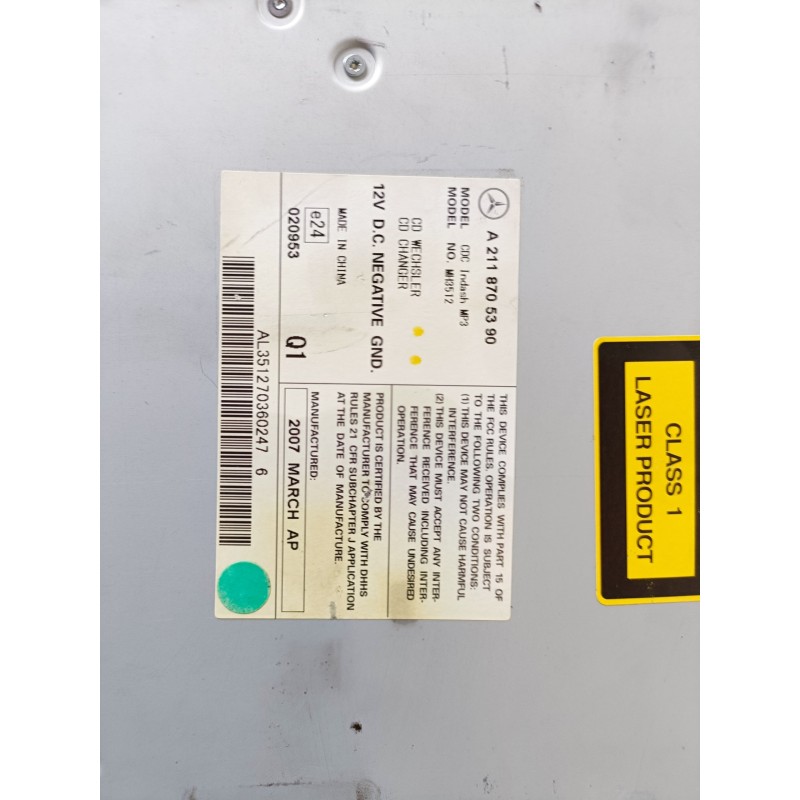 A 211 870 53 90
MODEL CDC Indash MP3
MODEL NO. MH3512
CD WECHSLER
CD CHANGER
12V D.C. NEGATIVE GND.
MADE IN CHINA
e24
020953
Q1
THIS DEVICE COMPLIES WITH PART 15 OF
THE FCC RULES. OPERATION IS SUBJECT
TO THE FOLLOWING TWO CONDITIONS:
(1) THIS DEVICE MAY NOT CAUSE HARMFUL
INTERFERENCE.
(2) THIS DEVICE MUST ACCEPT ANY INTER-
FERENCE RECEIVED INCLUDING INTER-
FERENCE THAT MAY CAUSE UNDESIRED
OPERATION.
PRODUCT IS CERTIFIED BY THE
MANUFACTURER TO COMPLY WITH DHHS
RULES 21 CFR SUBCHAPTER J APPLICATION
AT THE DATE OF MANUFACTURE.
MANUFACTURED:
2007 MARCH AP
AL351270360247 6
CLASS 1
LASER PRODUCT